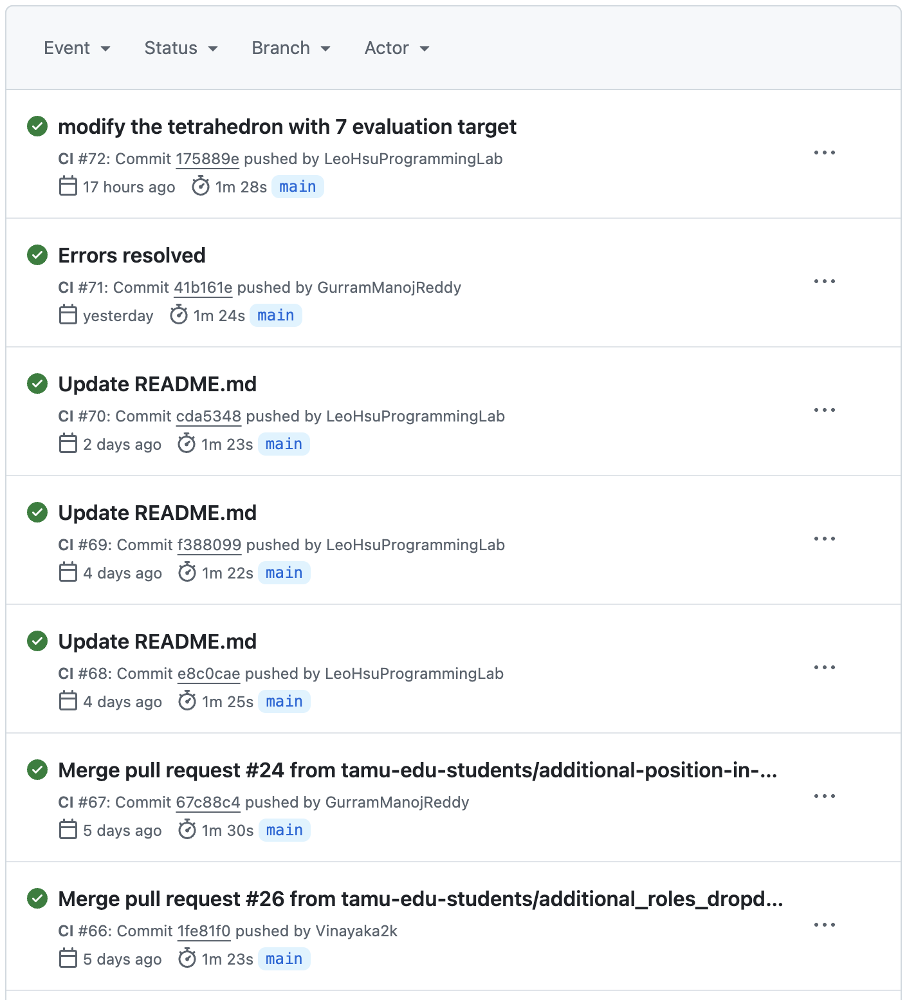 Event Status Branch Actor
modify the tetrahedron with 7 evaluation target
CI #72: Commit 175889e pushed by LeoHsuProgrammingLab
17 hours ago 1m 28s main
Errors resolved
CI #71: Commit 41b161e pushed by GurramManojReddy
yesterday 1m 24s main
Update README.md
CI #70: Commit cda5348 pushed by LeoHsuProgrammingLab
2 days ago 1m 23s main
Update README.md
CI #69: Commit f388099 pushed by LeoHsuProgrammingLab
4 days ago 1m 22s main
Update README.md
CI #68: Commit e8c0cae pushed by LeoHsuProgrammingLab
4 days ago 1m 25s main
Merge pull request #24 from tamu-edu-students/additional-position-in-...
CI #67: Commit 67c88c4 pushed by GurramManojReddy
5 days ago 1m 30s main
Merge pull request #26 from tamu-edu-students/additional_roles_dropd...
CI #66: Commit 1fe81f0 pushed by Vinayaka2k
5 days ago 1m 23s main